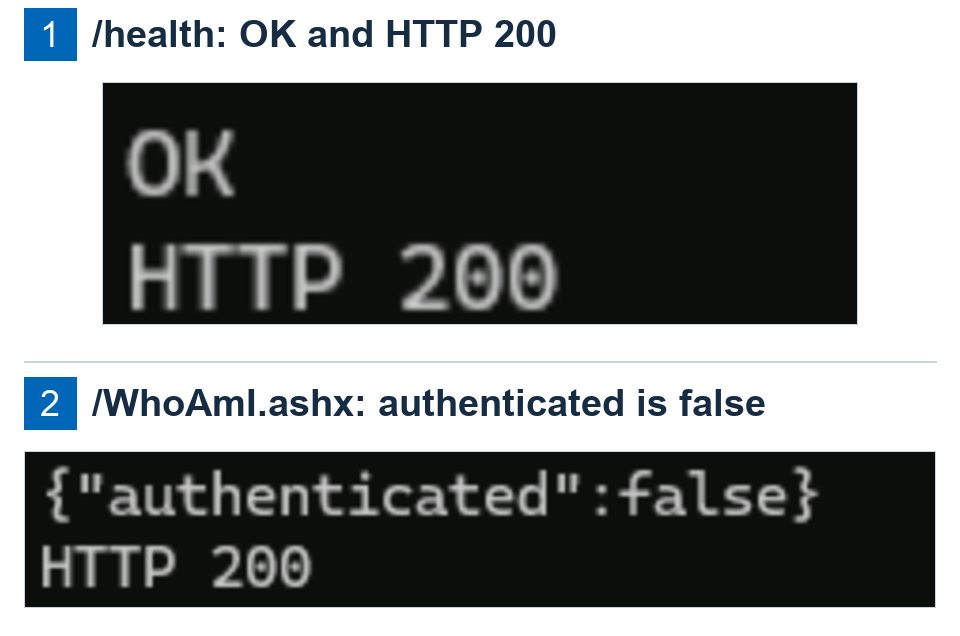 1 /health: OK and HTTP 200
OK
HTTP 200
2 /WhoAmI.ashx: authenticated is false
{"authenticated":false}
HTTP 200